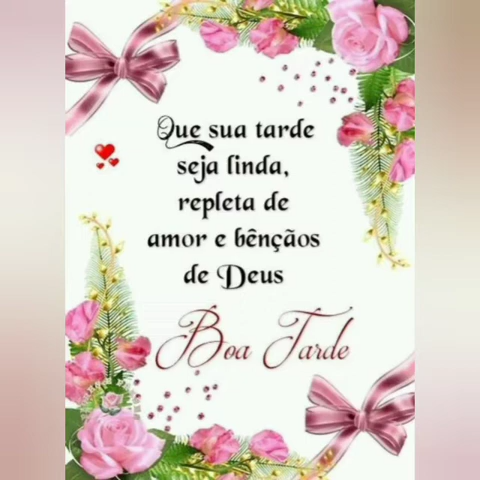 Que sua tarde
seja linda,
repleta de
amor e bênçãos
de Deus
Boa Tarde